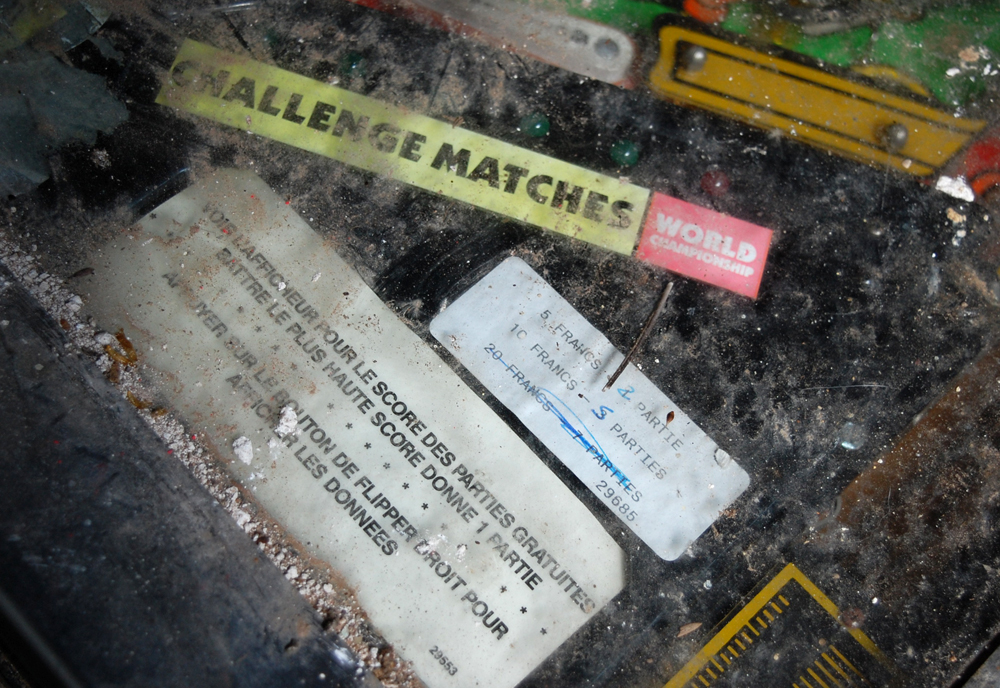 CHALLENGE MATCHES
WORLD
CHAMPIONSHIP
VOIR L'AFFICHEUR POUR LE SCORE DES PARTIES GRATUITES
BATTRE LE PLUS HAUTE SCORE DONNE 1 PARTIE
* * * * * * * * * * * *
APPUYER SUR LE BOUTON DE FLIPPER DROIT POUR
AFFICHER LES DONNEES
29553
5 FRANCS 2 PARTIE
10 FRANCS - 5 PARTIES
20 FRANCS PARTIES
29685